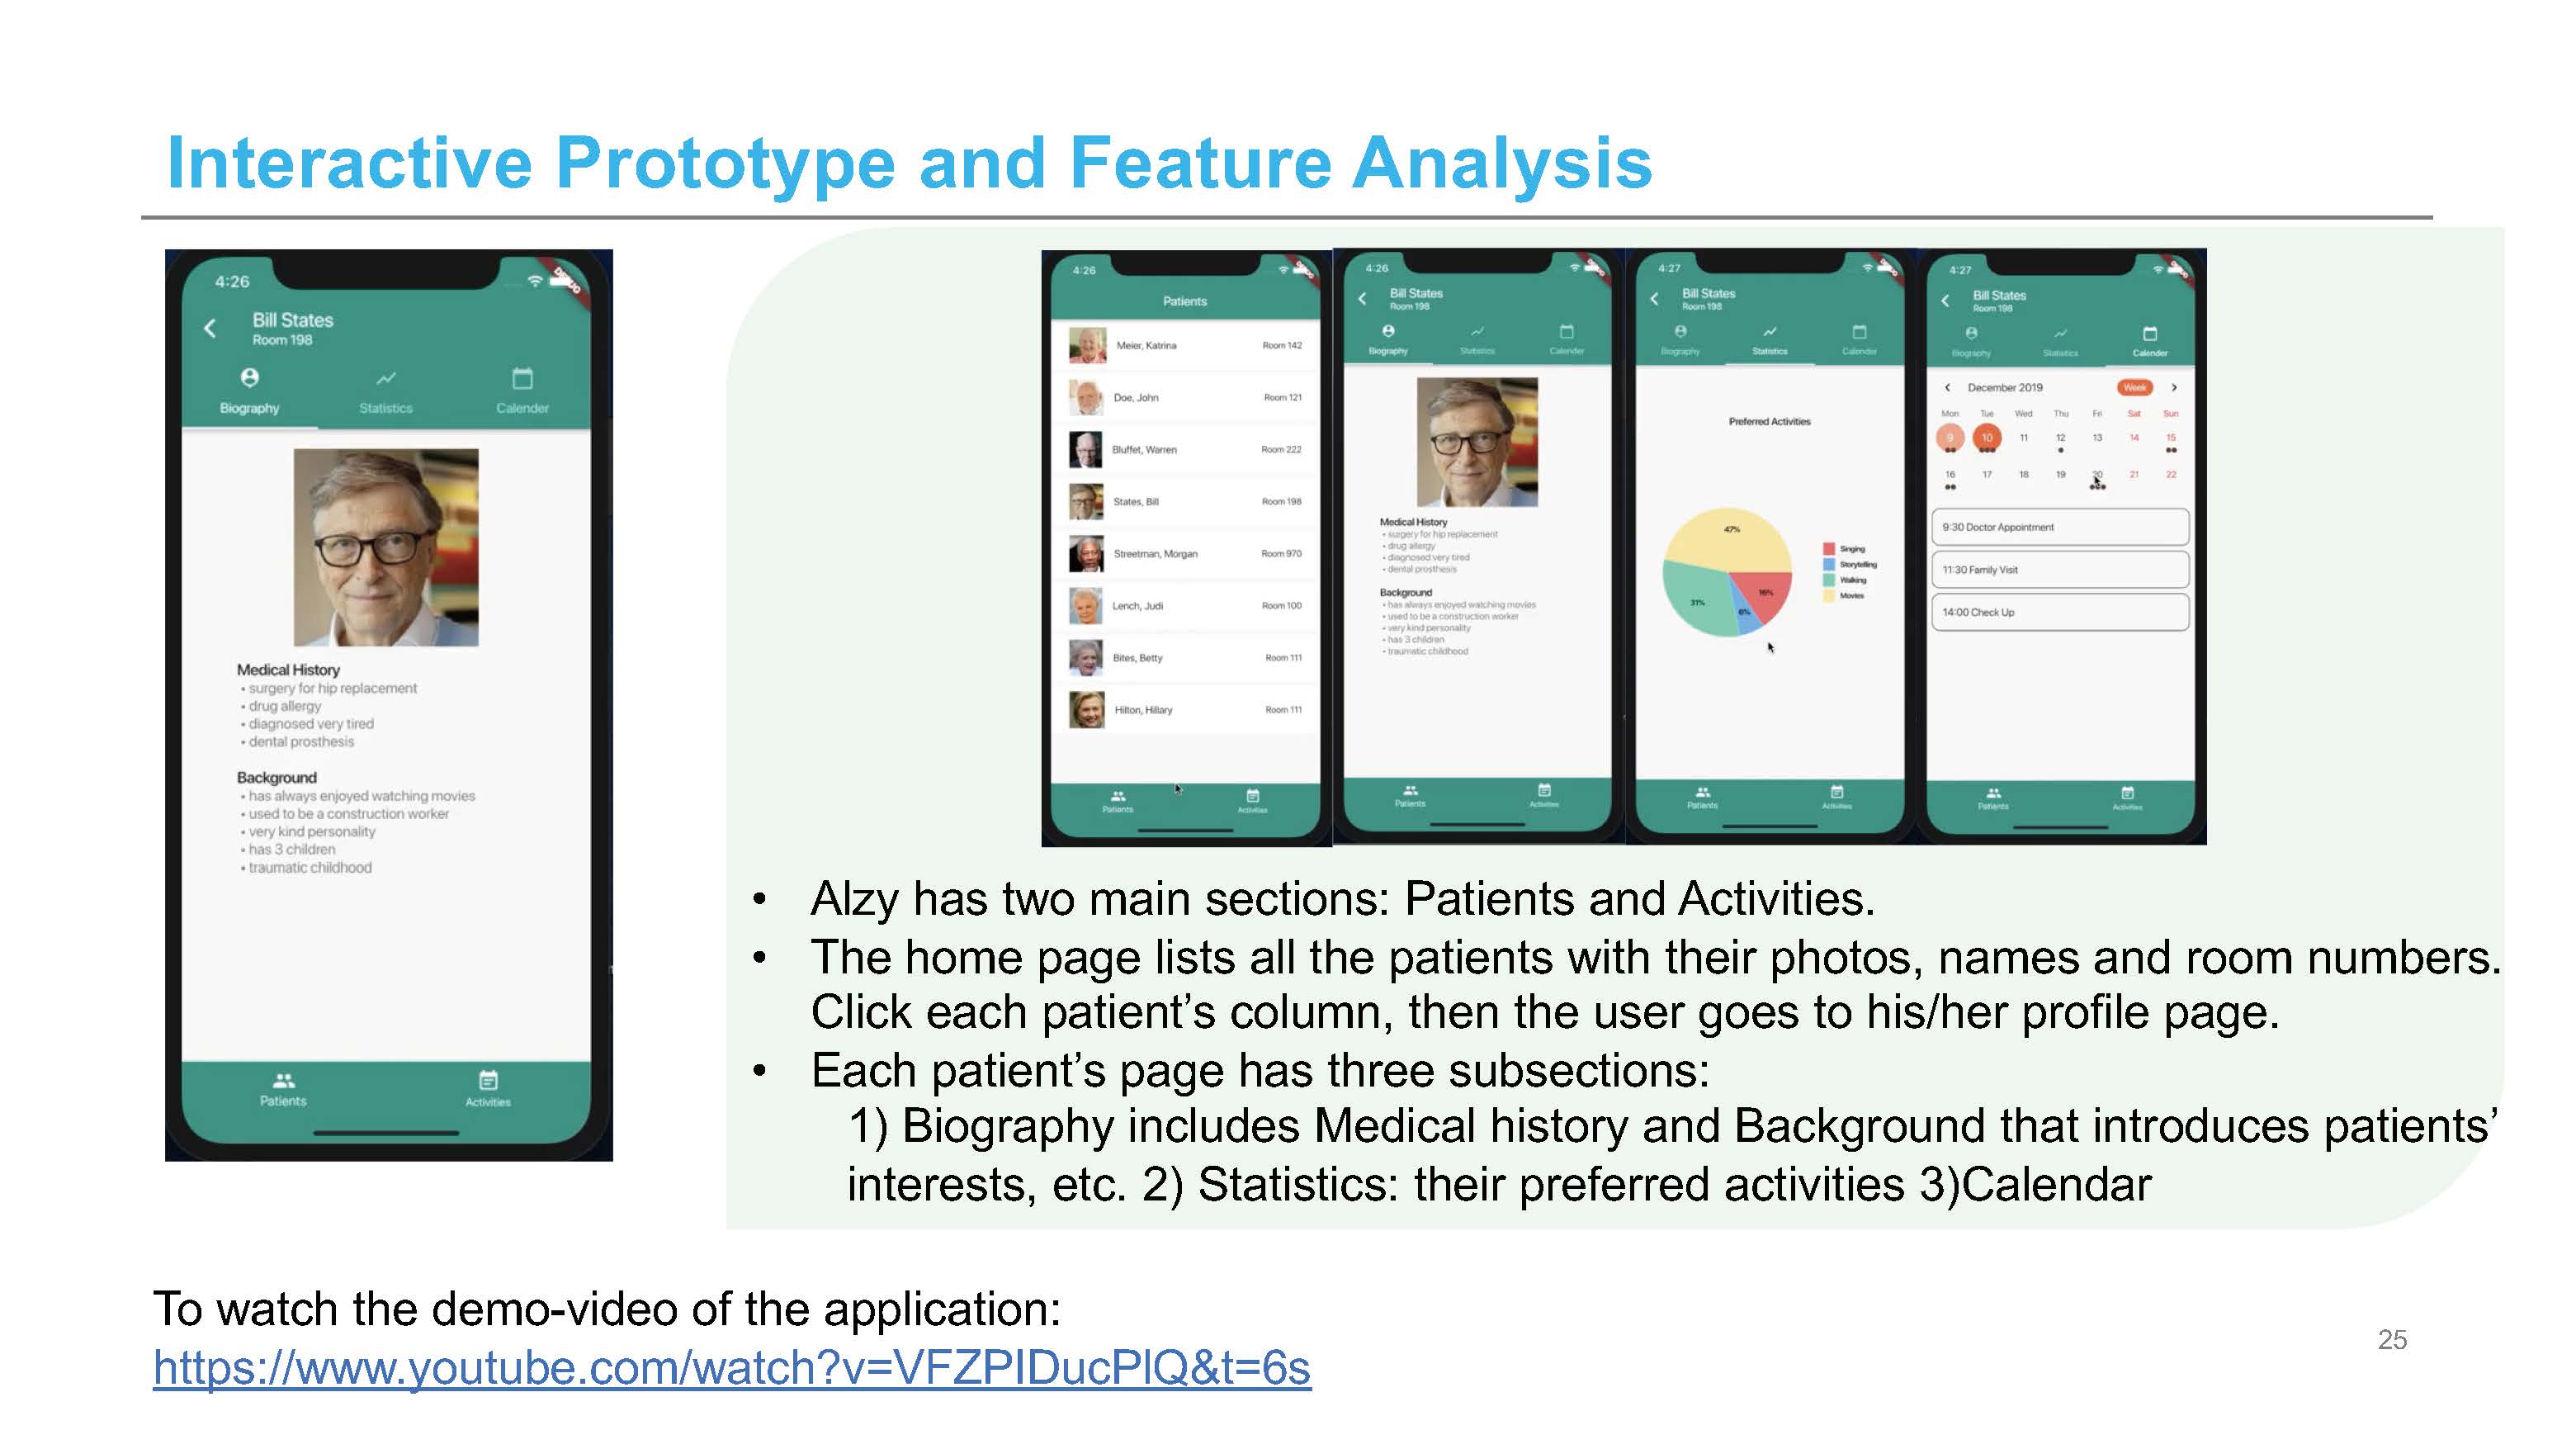 Interactive Prototype and Feature Analysis
4:26
DEBUG
Bill States
Room 198
Biography
Statistics
Calender
Medical History
• surgery for hip replacement
• drug allergy
• diagnosed very tired
• dental prosthesis
Background
• has always enjoyed watching movies
• used to be a construction worker
• very kind personality
• has 3 children
• traumatic childhood
Patients
Activities
4:26
Patients
Meier, Katrina Room 142
Doe, John Room 121
Bluffet, Warren Room 222
States, Bill Room 198
Streetman, Morgan Room 970
Lench, Judi Room 100
Bites, Betty Room 111
Hilton, Hillary Room 111
Patients Activities
4:26
Bill States
Room 198
Biography Statistics Calender
Medical History
• surgery for hip replacement
• drug allergy
• diagnosed very tired
• dental prosthesis
Background
• has always enjoyed watching movies
• used to be a construction worker
• very kind personality
• has 3 children
• traumatic childhood
Patients Activities
4:27
Bill States
Room 198
Biography Statistics Calender
Preferred Activities
47%
31%
6%
16%
Singing
Storytelling
Walking
Movies
Patients Activities
4:27
Bill States
Room 198
Biography Statistics Calender
December 2019 Week
Mon Tue Wed Thu Fri Sat Sun
9 10 11 12 13 14 15
16 17 18 19 20 21 22
9:30 Doctor Appointment
11:30 Family Visit
14:00 Check Up
Patients Activities
• Alzy has two main sections: Patients and Activities.
• The home page lists all the patients with their photos, names and room numbers.
Click each patient’s column, then the user goes to his/her profile page.
• Each patient’s page has three subsections:
1) Biography includes Medical history and Background that introduces patients’
interests, etc. 2) Statistics: their preferred activities 3)Calendar
To watch the demo-video of the application:
https://www.youtube.com/watch?v=VFZPIDucPlQ&t=6s
25